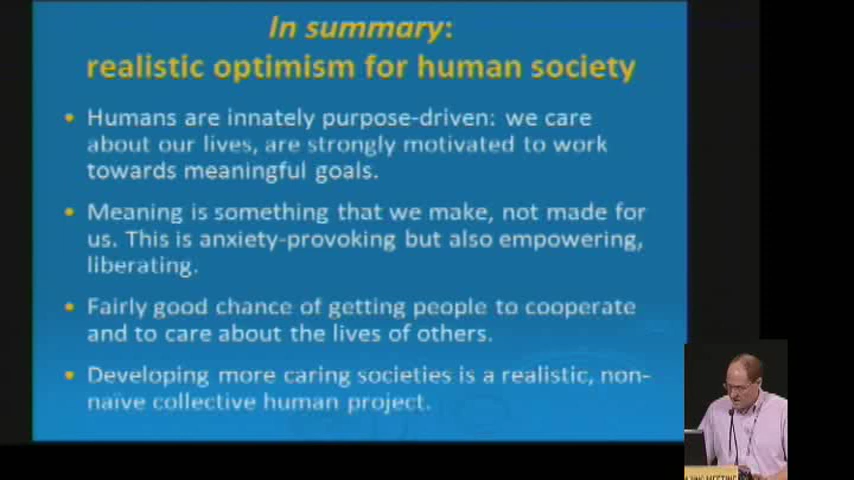 In summary:
realistic optimism for human society
• Humans are innately purpose-driven: we care
about our lives, are strongly motivated to work
towards meaningful goals.
• Meaning is something that we make, not made for
us. This is anxiety-provoking but also empowering,
liberating.
• Fairly good chance of getting people to cooperate
and to care about the lives of others.
• Developing more caring societies is a realistic, non-
naïve collective human project.
MEETING